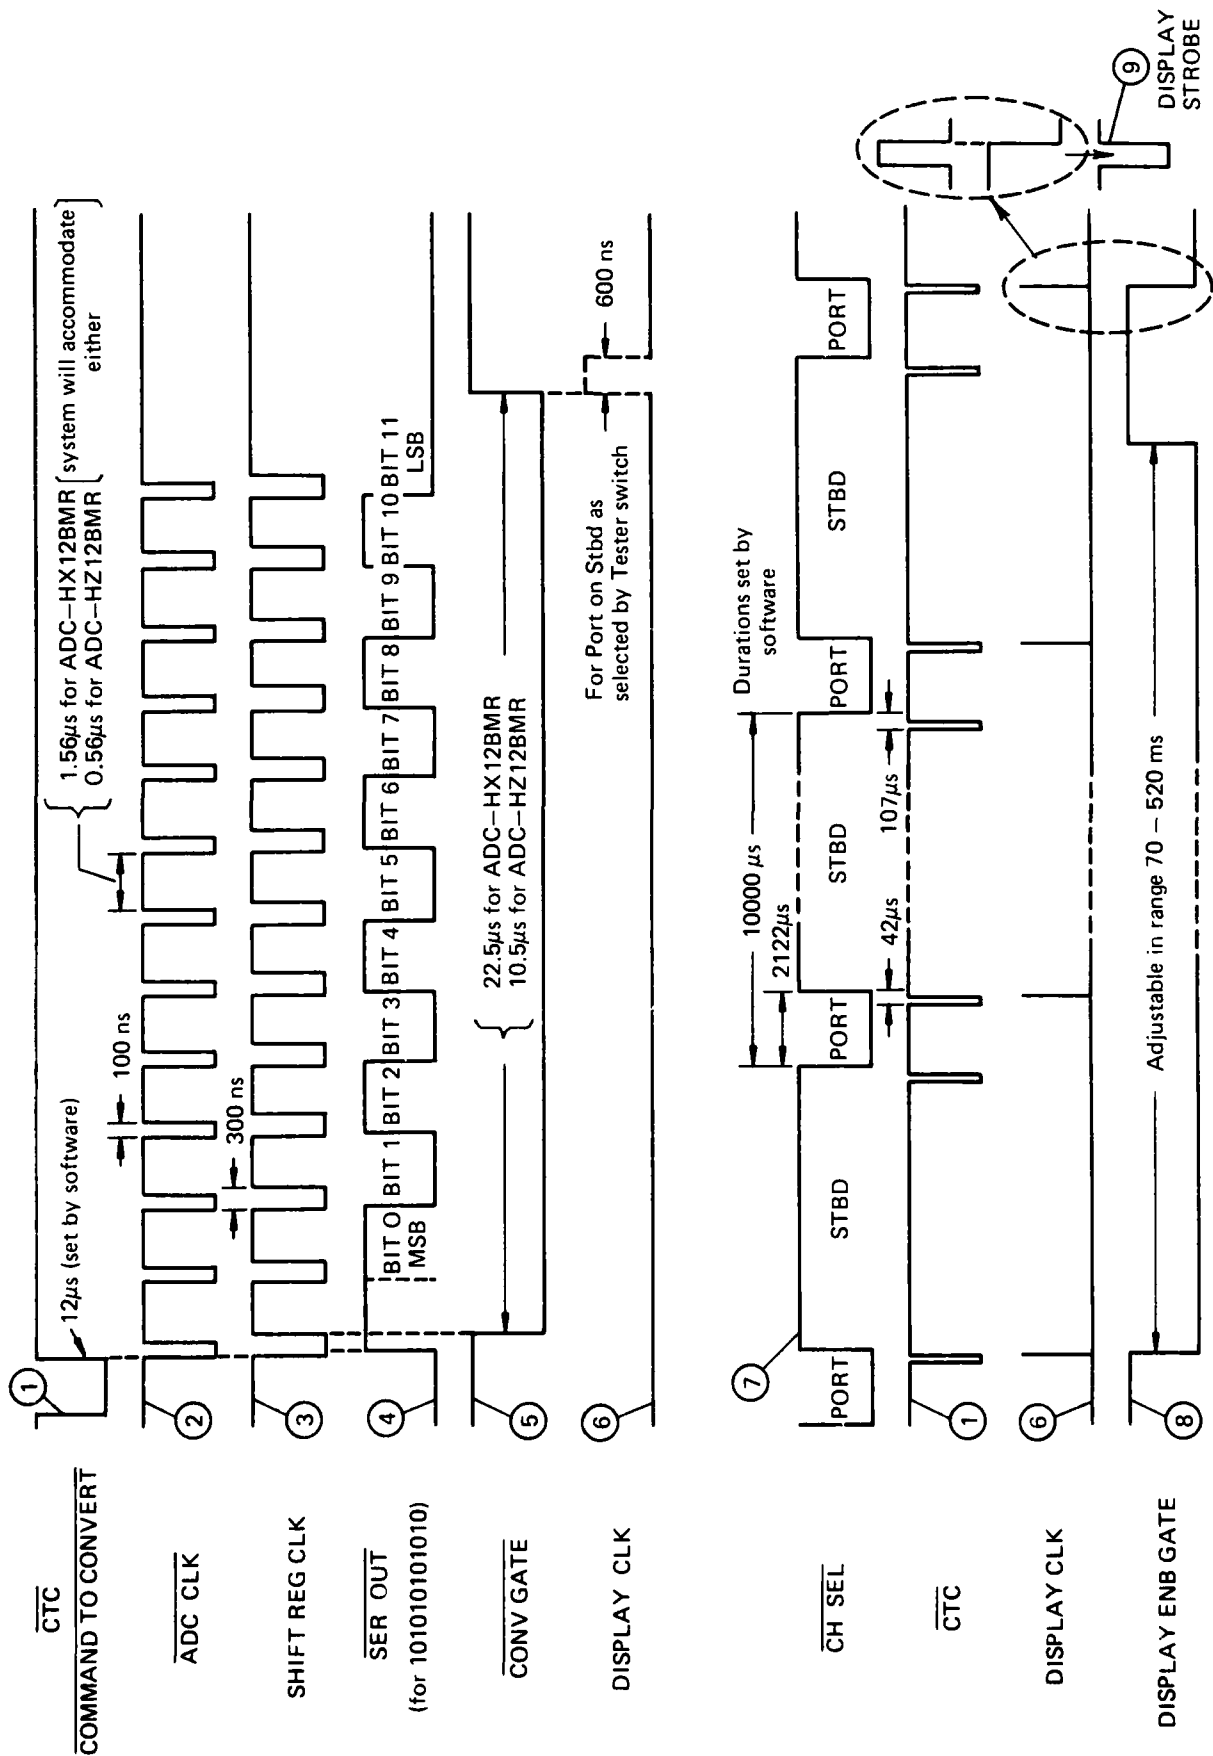 CTC
COMMAND TO CONVERT
1
12µs (set by software)
1.56µs for ADC–HX12BMR
0.56µs for ADC–HZ12BMR
system will accommodate
either
ADC CLK
2
100 ns
SHIFT REG CLK
3
300 ns
SER OUT
(for 101010101010)
4
BIT 0 BIT 1 BIT 2 BIT 3 BIT 4 BIT 5 BIT 6 BIT 7 BIT 8 BIT 9 BIT 10 BIT 11
MSB
LSB
CONV GATE
5
22.5µs for ADC–HX12BMR
10.5µs for ADC–HZ12BMR
DISPLAY CLK
6
For Port on Stbd as
selected by Tester switch
600 ns
CH SEL
7
PORT STBD PORT STBD PORT STBD PORT
2122µs
10000 µs
Durations set by
software
CTC
1
42µs
107µs
DISPLAY CLK
6
DISPLAY ENB GATE
8
Adjustable in range 70 – 520 ms
9
DISPLAY
STROBE